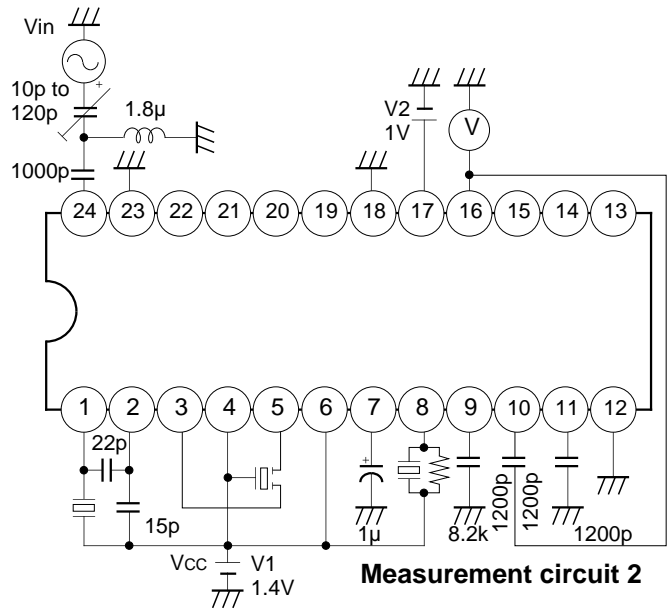 Vin
10p to
120p
+
1.8μ
1000p
V2
1V
V
24 23 22 21 20 19 18 17 16 15 14 13
1 2 3 4 5 6 7 8 9 10 11 12
22p
15p
+
1μ
8.2k
1200p
1200p
1200p
VCC
V1
1.4V
Measurement circuit 2